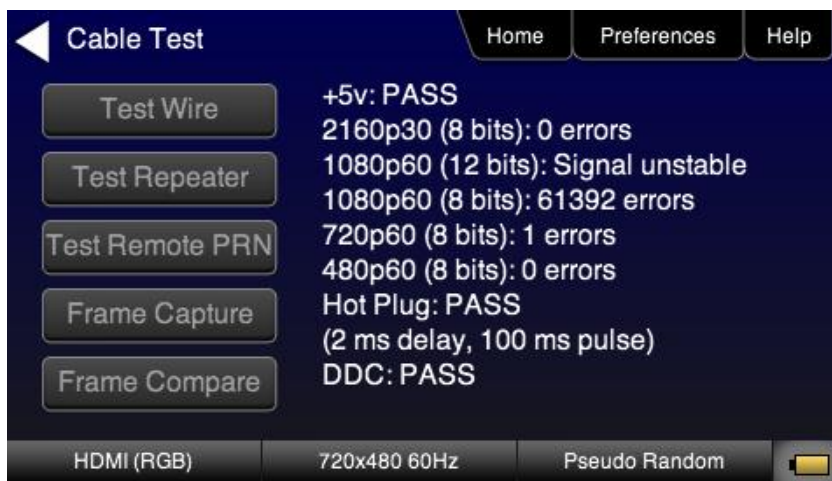 Cable Test
Home
Preferences
Help
Test Wire
Test Repeater
Test Remote PRN
Frame Capture
Frame Compare
+5v: PASS
2160p30 (8 bits): 0 errors
1080p60 (12 bits): Signal unstable
1080p60 (8 bits): 61392 errors
720p60 (8 bits): 1 errors
480p60 (8 bits): 0 errors
Hot Plug: PASS
(2 ms delay, 100 ms pulse)
DDC: PASS
HDMI (RGB)
720x480 60Hz
Pseudo Random